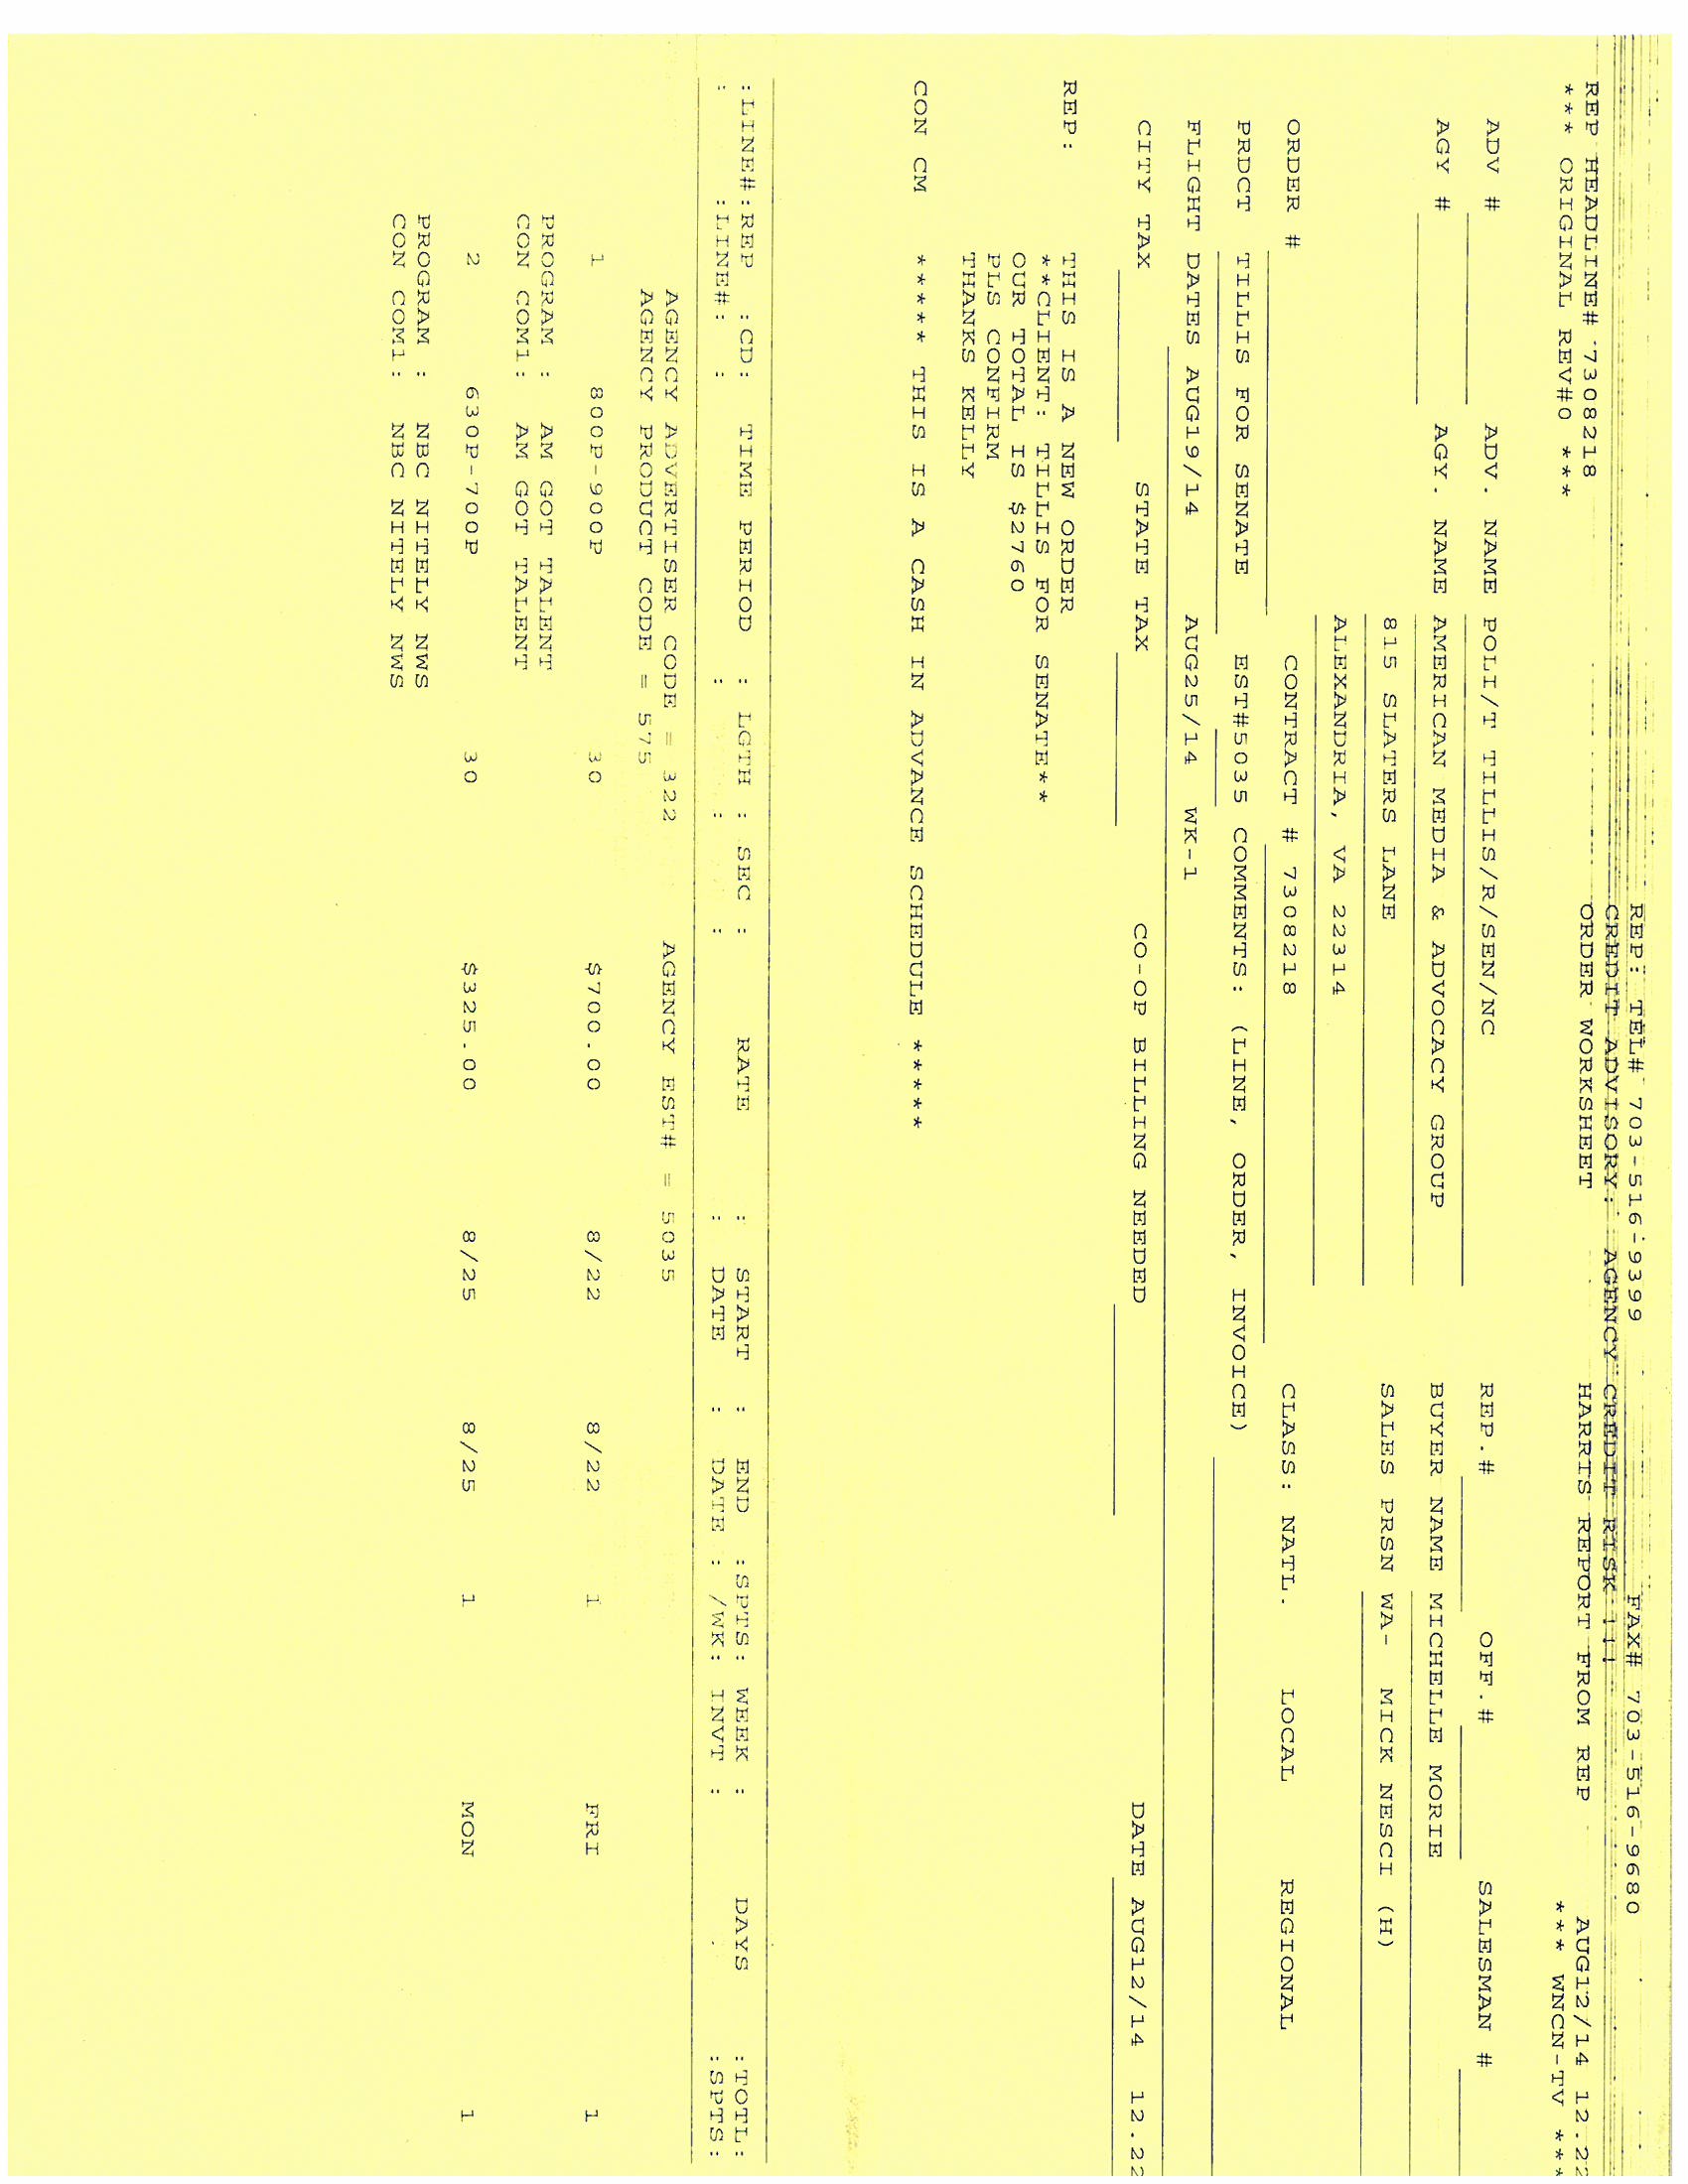 REP: TEL# 703-516-9399 FAX# 703-516-9680
CREDIT ADVISORY: AGENCY CREDIT RISK !!!
REP HEADLINE# 7308218 ORDER WORKSHEET HARRIS REPORT FROM REP AUG12/14 12.22
*** ORIGINAL REV#0 *** *** WNCN-TV ***
ADV # ADV. NAME POLI/T TILLIS/R/SEN/NC REP.# OFF.# SALESMAN #
AGY # AGY. NAME AMERICAN MEDIA & ADVOCACY GROUP BUYER NAME MICHELLE MORIE
815 SLATERS LANE SALES PRSN WA- MICK NESCI (H)
ALEXANDRIA, VA 22314
ORDER # CONTRACT # 7308218 CLASS: NATL. LOCAL REGIONAL
PRDCT TILLIS FOR SENATE EST#5035 COMMENTS: (LINE, ORDER, INVOICE)
FLIGHT DATES AUG19/14 AUG25/14 WK-1
CITY TAX STATE TAX CO-OP BILLING NEEDED DATE AUG12/14 12.22
REP: THIS IS A NEW ORDER
**CLIENT: TILLIS FOR SENATE**
OUR TOTAL IS $2760
PLS CONFIRM
THANKS KELLY
CON CM ***** THIS IS A CASH IN ADVANCE SCHEDULE *****
:LINE#:REP :CD: TIME PERIOD : LGTH : SEC : RATE : START : END :SPTS: WEEK : DAYS :TOTL:
: :LINE#: : : : : : DATE : DATE : /WK: INVT : :SPTS:
AGENCY ADVERTISER CODE = 322 AGENCY EST# = 5035
AGENCY PRODUCT CODE = 575
1 800P-900P 30 $700.00 8/22 8/22 1 FRI 1
PROGRAM : AM GOT TALENT
CON COM1: AM GOT TALENT
2 630P-700P 30 $325.00 8/25 8/25 1 MON 1
PROGRAM : NBC NITELY NWS
CON COM1: NBC NITELY NWS